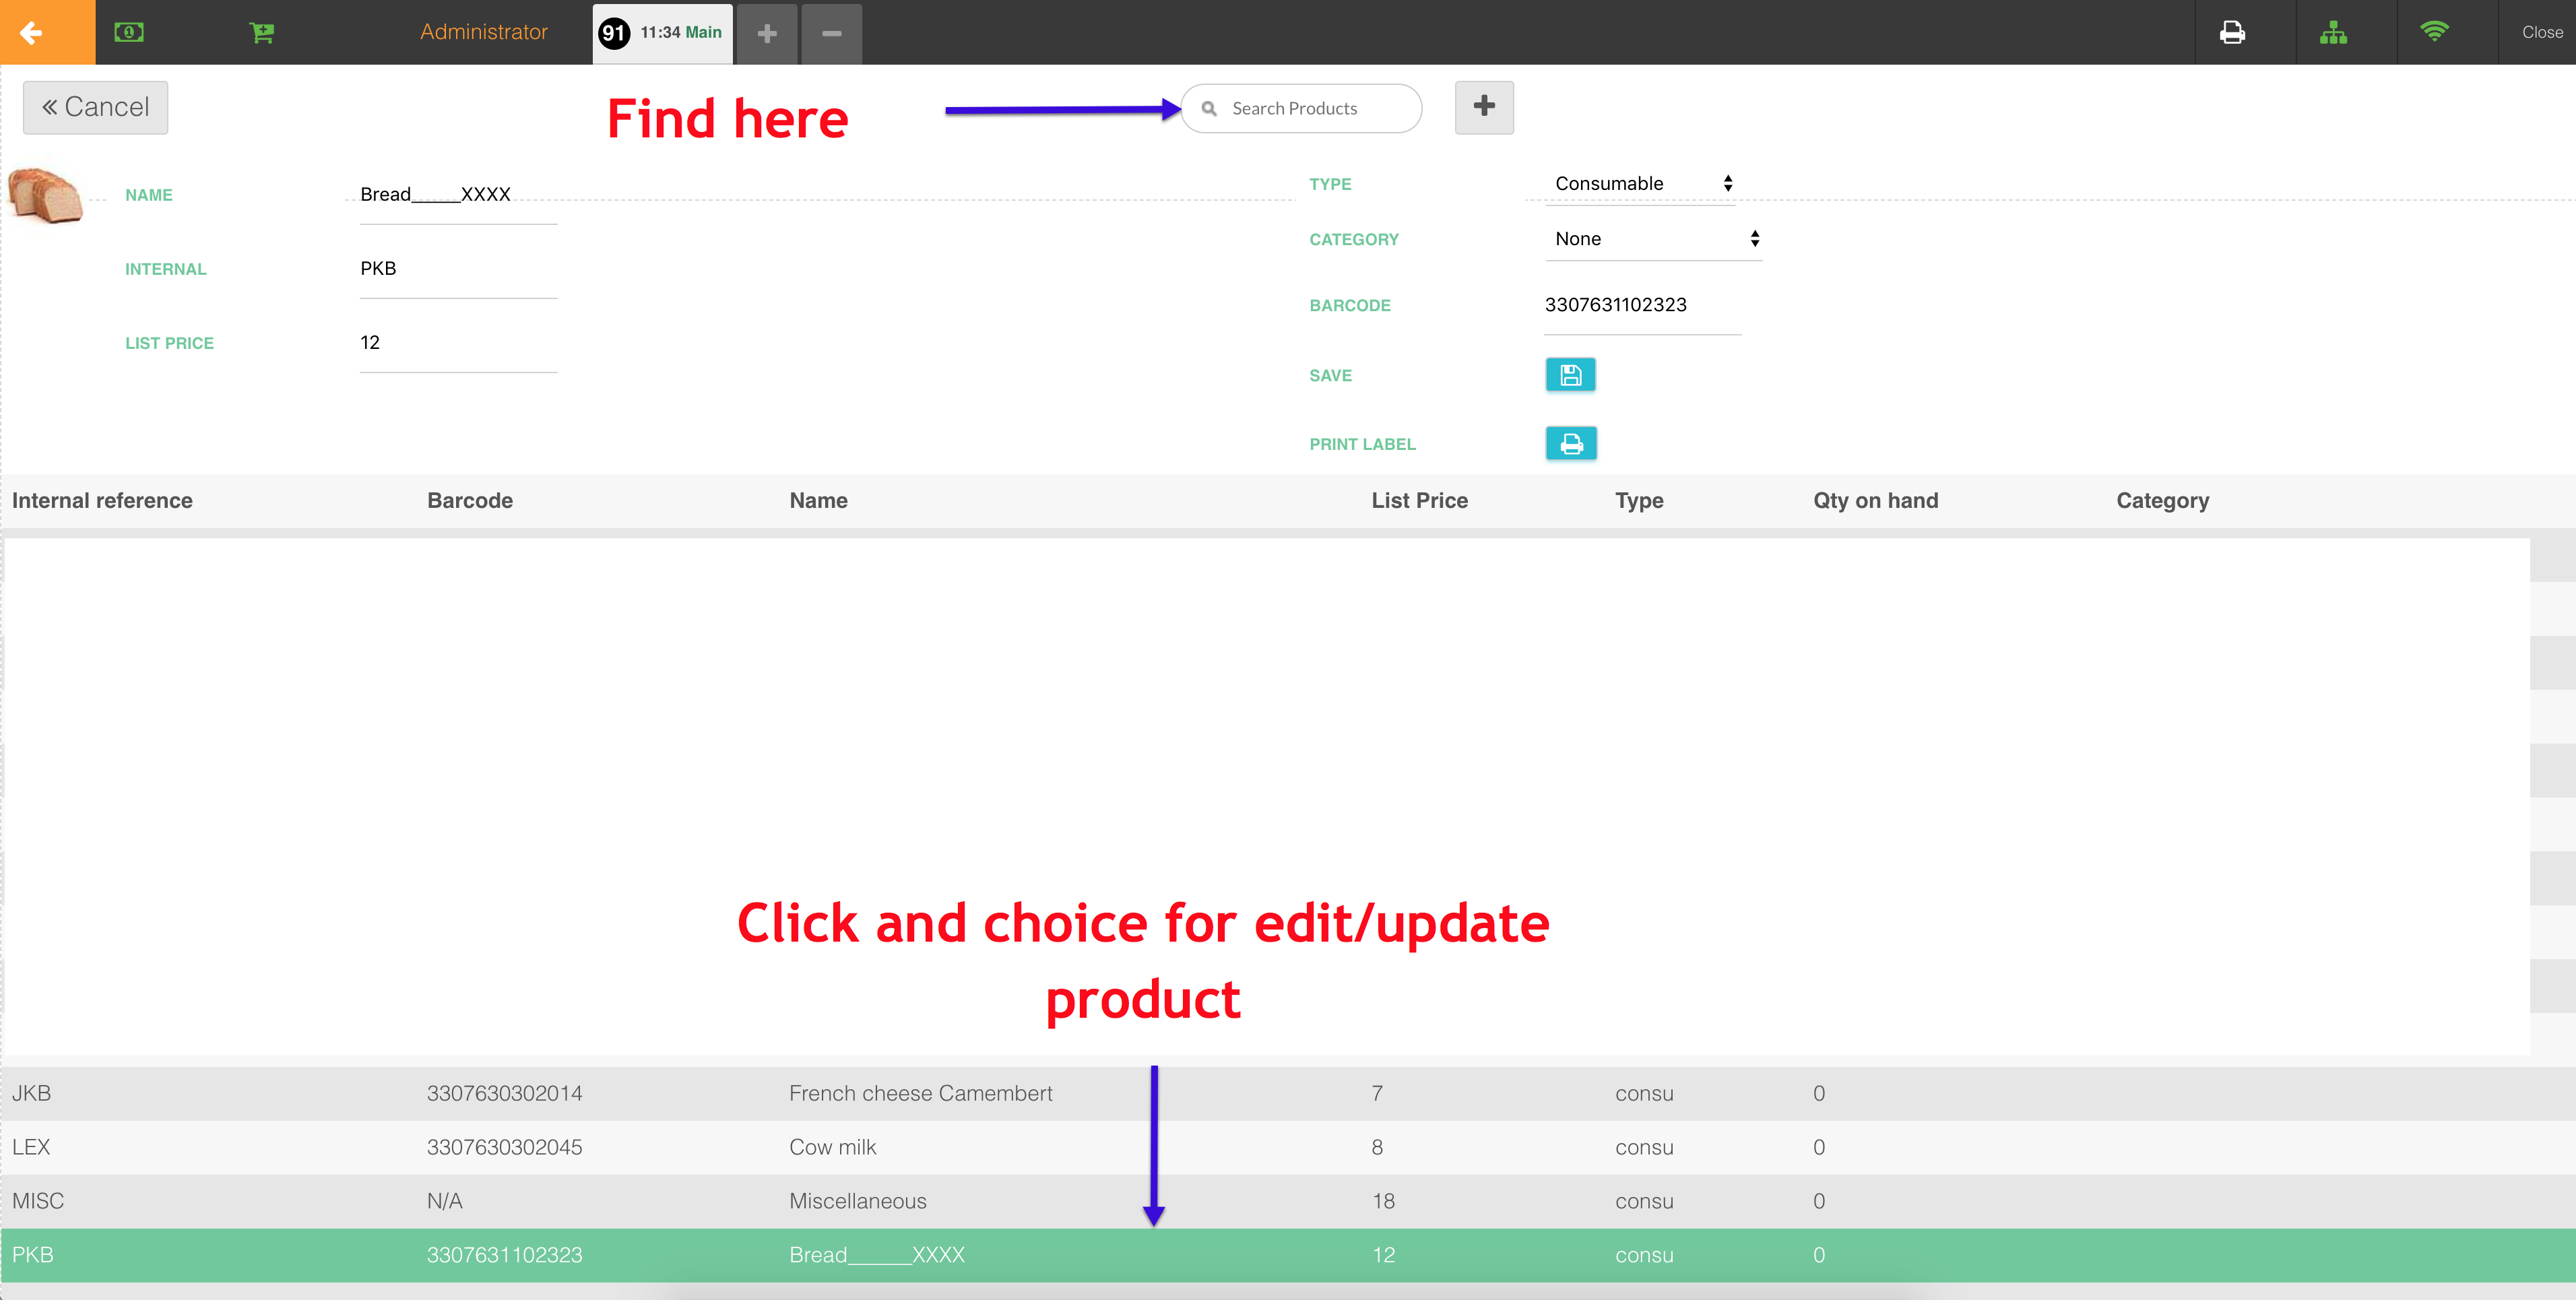 Administrator 91 11:34 Main Close
Cancel Find here Search Products
NAME Bread_____XXXX TYPE Consumable
CATEGORY None
INTERNAL PKB
BARCODE 3307631102323
LIST PRICE 12
SAVE
PRINT LABEL
Internal reference Barcode Name List Price Type Qty on hand Category
Click and choice for edit/update
product
JKB 3307630302014 French cheese Camembert 7 consu 0
LEX 3307630302045 Cow milk 8 consu 0
MISC N/A Miscellaneous 18 consu 0
PKB 3307631102323 Bread_____XXXX 12 consu 0